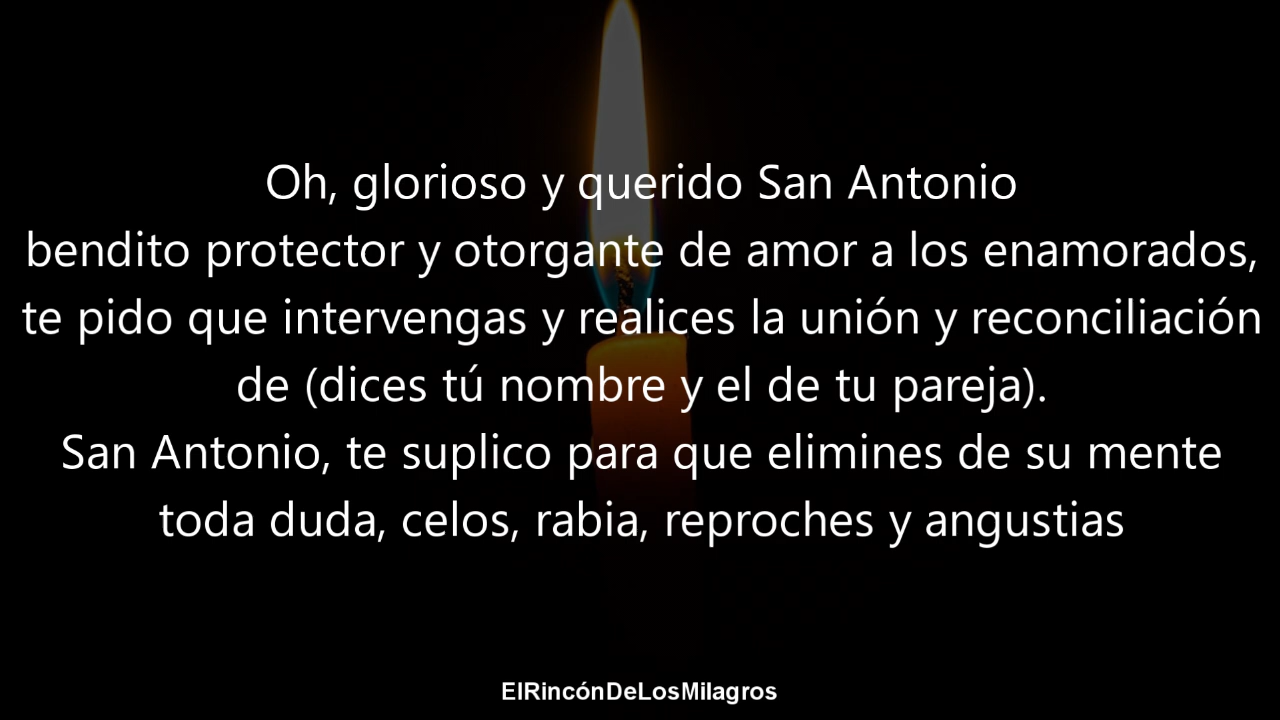 Oh, glorioso y querido San Antonio
bendito protector y otorgante de amor a los enamorados,
te pido que intervengas y realices la unión y reconciliación
de (dices tú nombre y el de tu pareja).
San Antonio, te suplico para que elimines de su mente
toda duda, celos, rabia, reproches y angustias
ElRincónDeLosMilagros